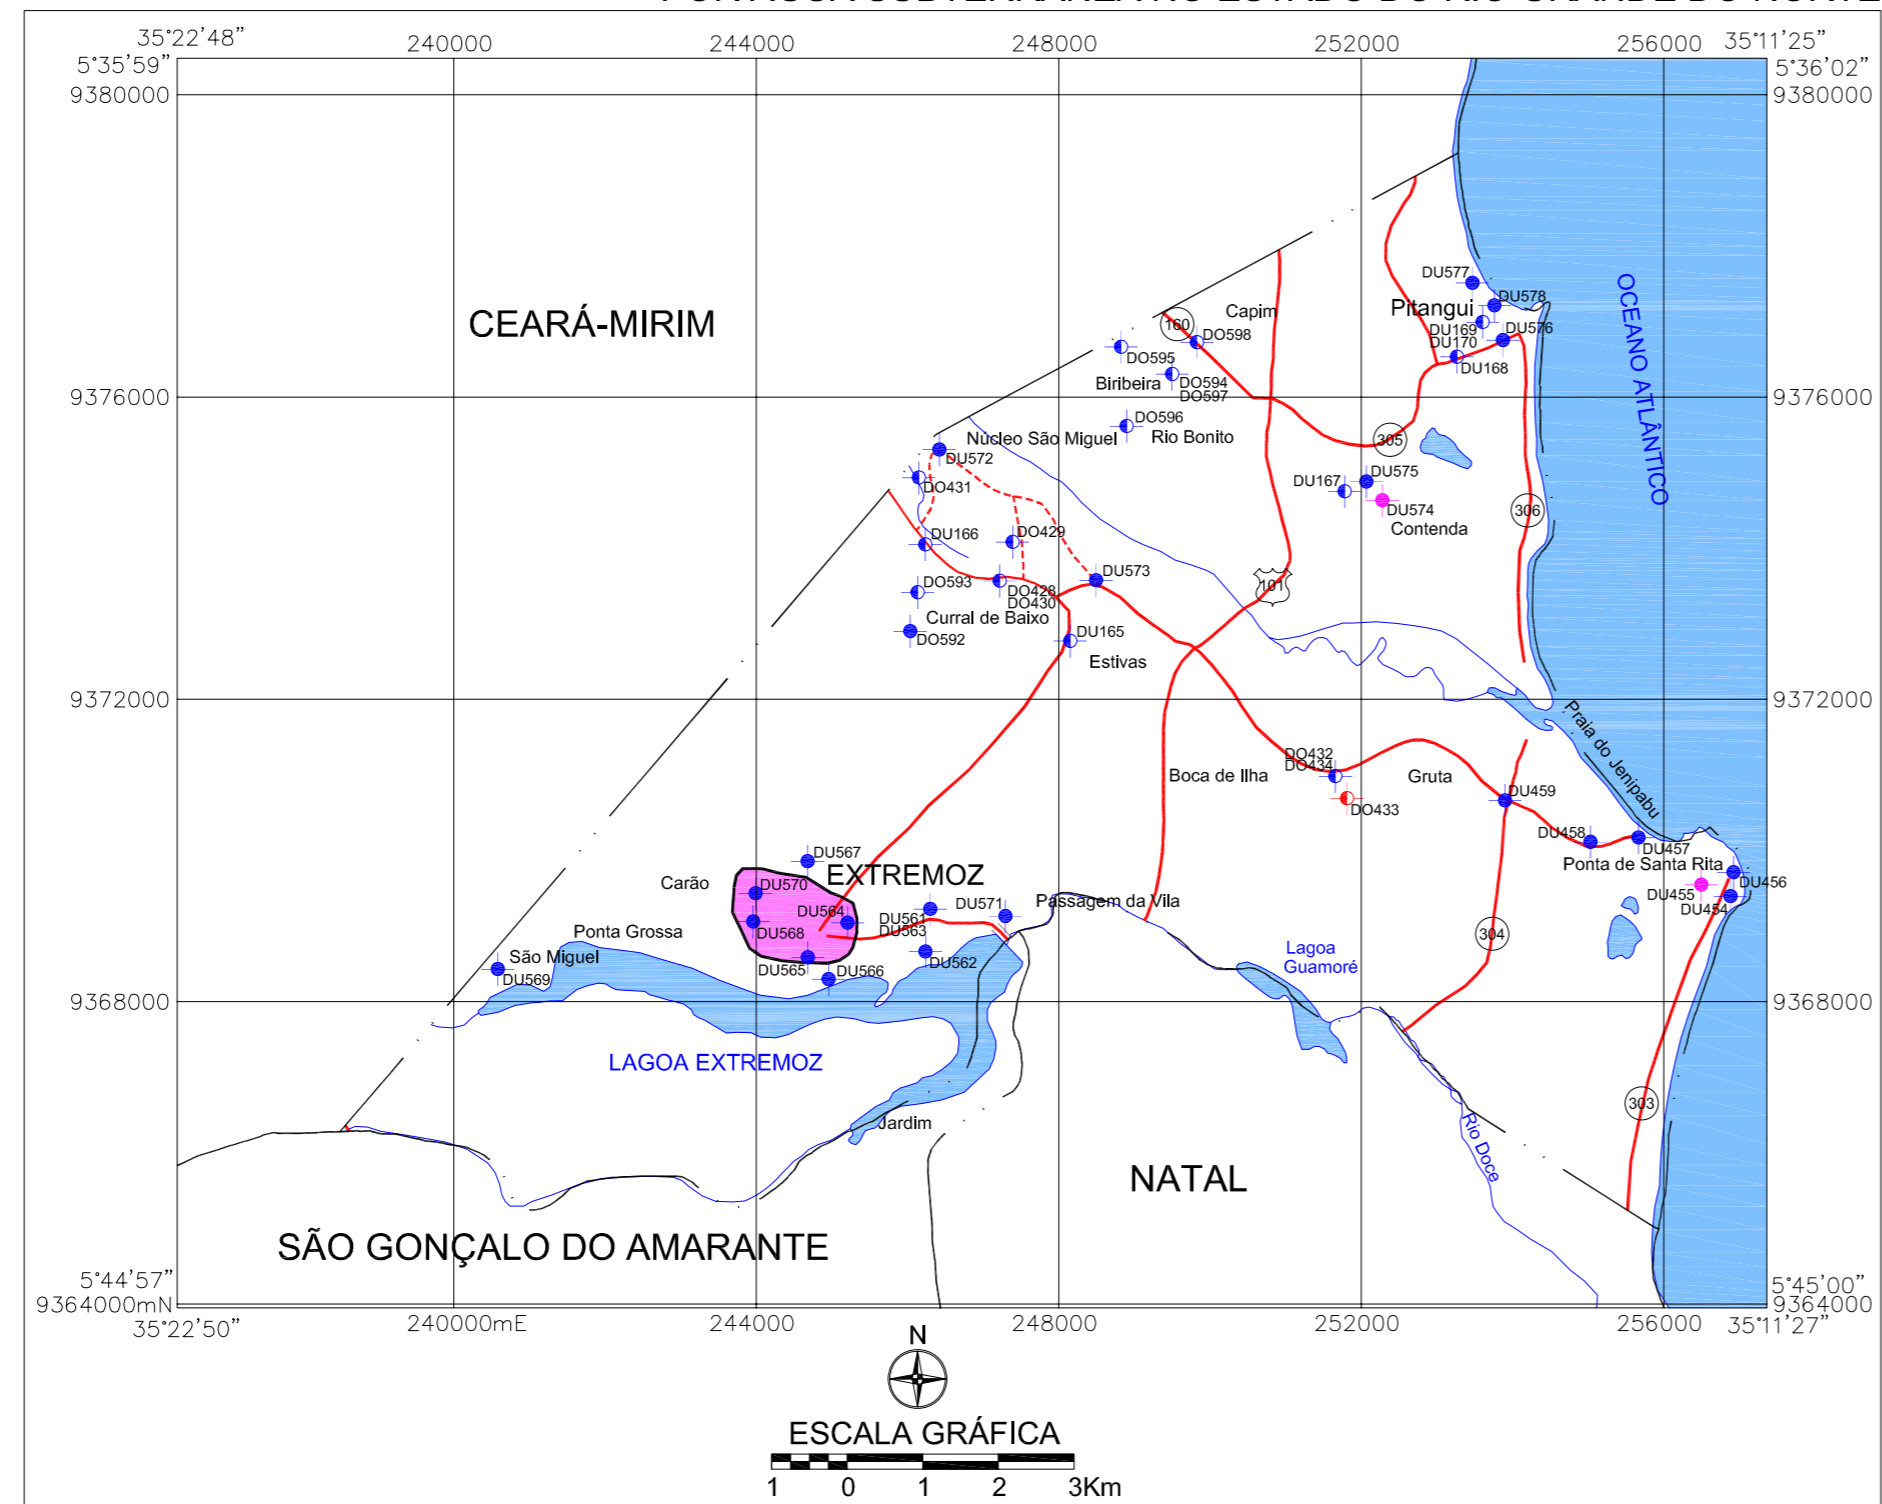 35°22'48" 240000 244000 248000 252000 256000 35°11'25"
5°35'59" 5°36'02"
9380000 9380000
CEARÁ-MIRIM
OCEANO ATLÂNTICO
DU577
DU578
Pitangui
Capim
160
DO598
DU169
DU170
DU576
DU168
DO595
Biribeira
DO594
DO597
9376000 9376000
DO596
Rio Bonito
Núcleo São Miguel
305
DU572
DO431
DU167
DU575
DU574
Contenda
306
DU166
DO429
DO593
DU573
101
DO428
DO430
Curral de Baixo
DO592
DU165
Estivas
9372000 9372000
Praia do Jenipabu
DO432
DO434
Boca de Ilha
Gruta
DU459
DO433
DU458
DU457
Ponta de Santa Rita
DU567
EXTREMOZ
Carão
DU570
DU456
DU455
DU454
DU571
Passagem da Vila
DU564
DU561
DU563
DU568
Ponta Grossa
304
São Miguel
DU562
Lagoa
Guamoré
DU565
DU566
DU569
9368000 9368000
LAGOA EXTREMOZ
303
Jardim
Rio Doce
NATAL
SÃO GONÇALO DO AMARANTE
5°44'57" 5°45'00"
9364000mN 9364000
35°22'50" 240000mE 244000 248000 252000 256000 35°11'27"
N
ESCALA GRÁFICA
1 0 1 2 3Km